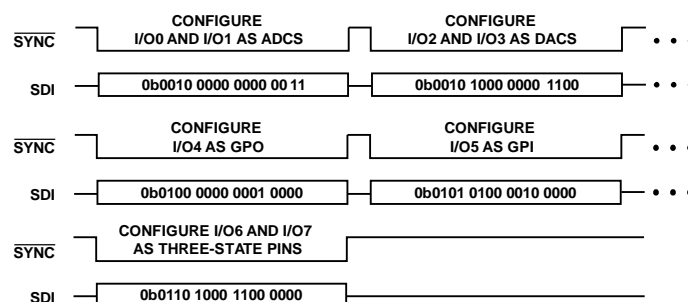 CONFIGURE
I/O0 AND I/O1 AS ADCS
CONFIGURE
I/O2 AND I/O3 AS DACS
SYNC
SDI
0b0010 0000 0000 0011
0b0010 1000 0000 1100
CONFIGURE
I/O4 AS GPO
CONFIGURE
I/O5 AS GPI
SYNC
SDI
0b0100 0000 0001 0000
0b0101 0100 0010 0000
CONFIGURE I/O6 AND I/O7
AS THREE-STATE PINS
SYNC
SDI
0b0110 1000 1100 0000